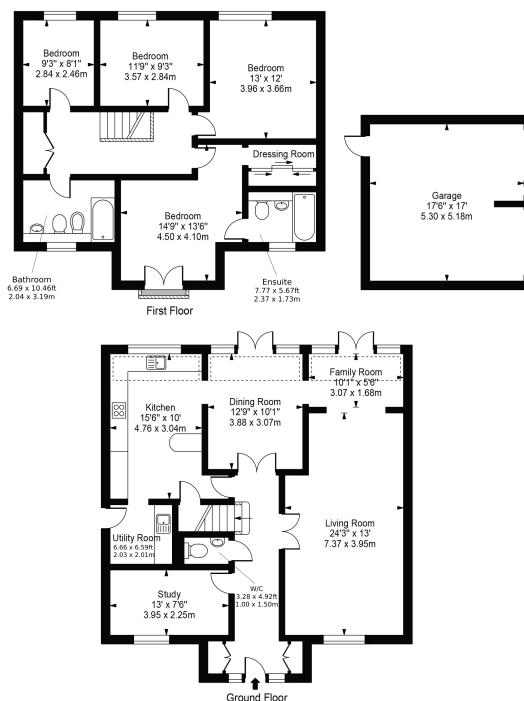 Bedroom
9'3" x 8'1"
2.84 x 2.46m
Bedroom
11'9" x 9'3"
3.57 x 2.84m
Bedroom
13' x 12'
3.96 x 3.66m
Dressing Room
Bedroom
14'9" x 13'6"
4.50 x 4.10m
Bathroom
6.69 x 10.46ft
2.04 x 3.19m
Ensuite
7.77 x 5.67ft
2.37 x 1.73m
First Floor
Garage
17'6" x 17'
5.30 x 5.18m
Family Room
10'1" x 5'6"
3.07 x 1.68m
Kitchen
15'6" x 10'
4.76 x 3.04m
Dining Room
12'9" x 10'1"
3.88 x 3.07m
Living Room
24'3" x 13'
7.37 x 3.95m
Utility Room
6.66 x 6.59ft
2.03 x 2.01m
W/C
3.28 x 4.92ft
1.00 x 1.50m
Study
13' x 7'6"
3.95 x 2.25m
Ground Floor